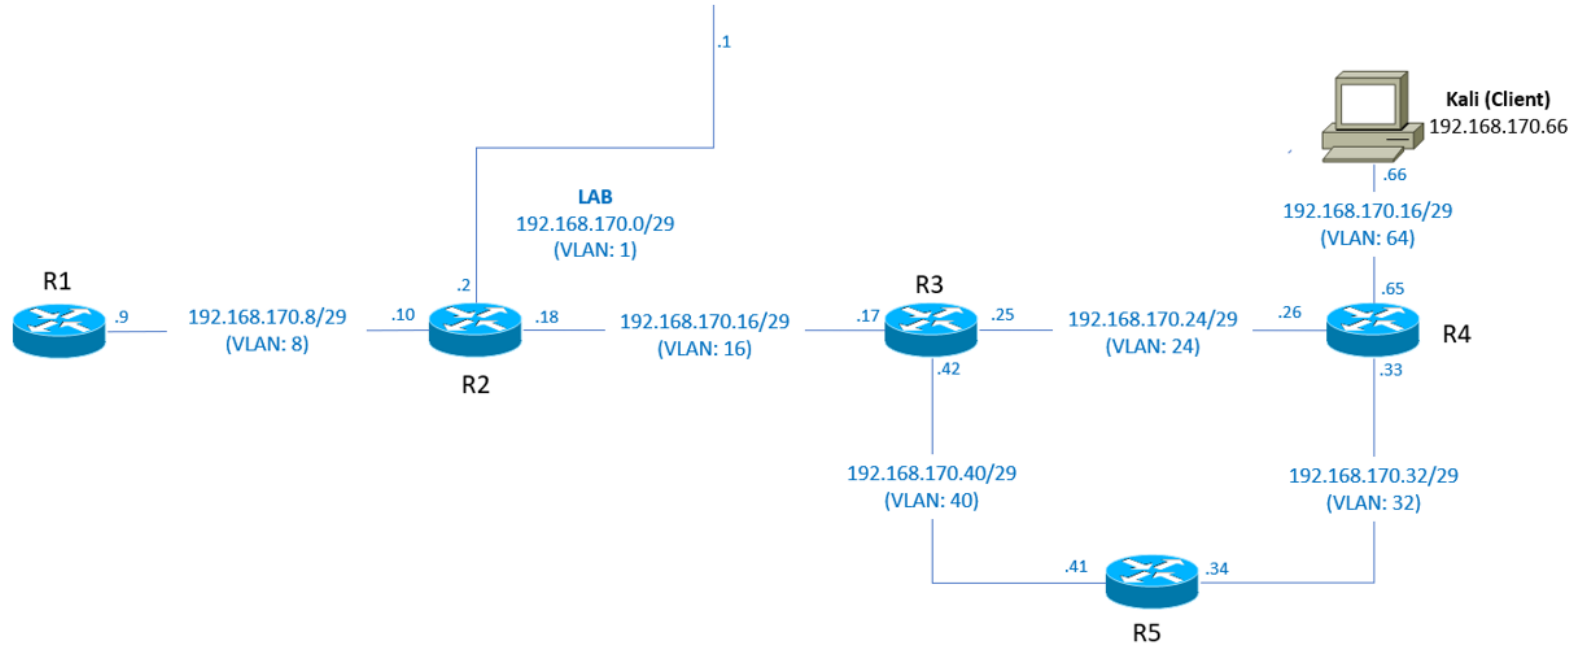 .1
Kali (Client)
192.168.170.66
.66
LAB
192.168.170.0/29
(VLAN: 1)
192.168.170.16/29
(VLAN: 64)
R1
.2
R3
.65
.9
192.168.170.8/29
(VLAN: 8)
.10
.18
192.168.170.16/29
(VLAN: 16)
.17
.25
192.168.170.24/29
(VLAN: 24)
.26
R4
R2
.42
.33
192.168.170.40/29
(VLAN: 40)
192.168.170.32/29
(VLAN: 32)
.41
.34
R5